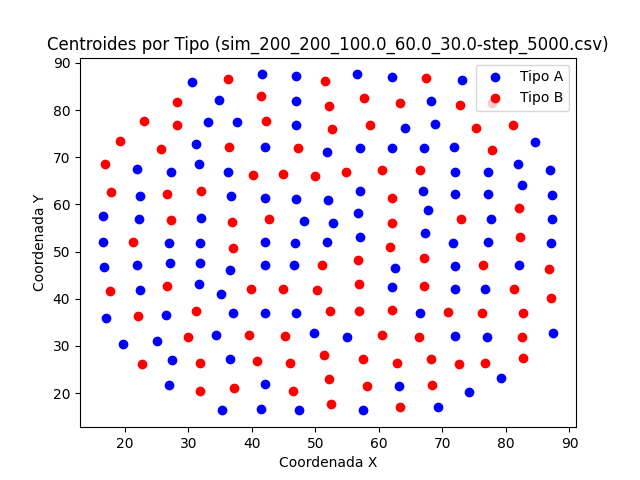 Centroides por Tipo (sim_200_200_100.0_60.0_30.0-step_5000.csv)
Tipo A
Tipo B
90
80
70
60
50
40
30
20
Coordenada Y
20 30 40 50 60 70 80 90
Coordenada X